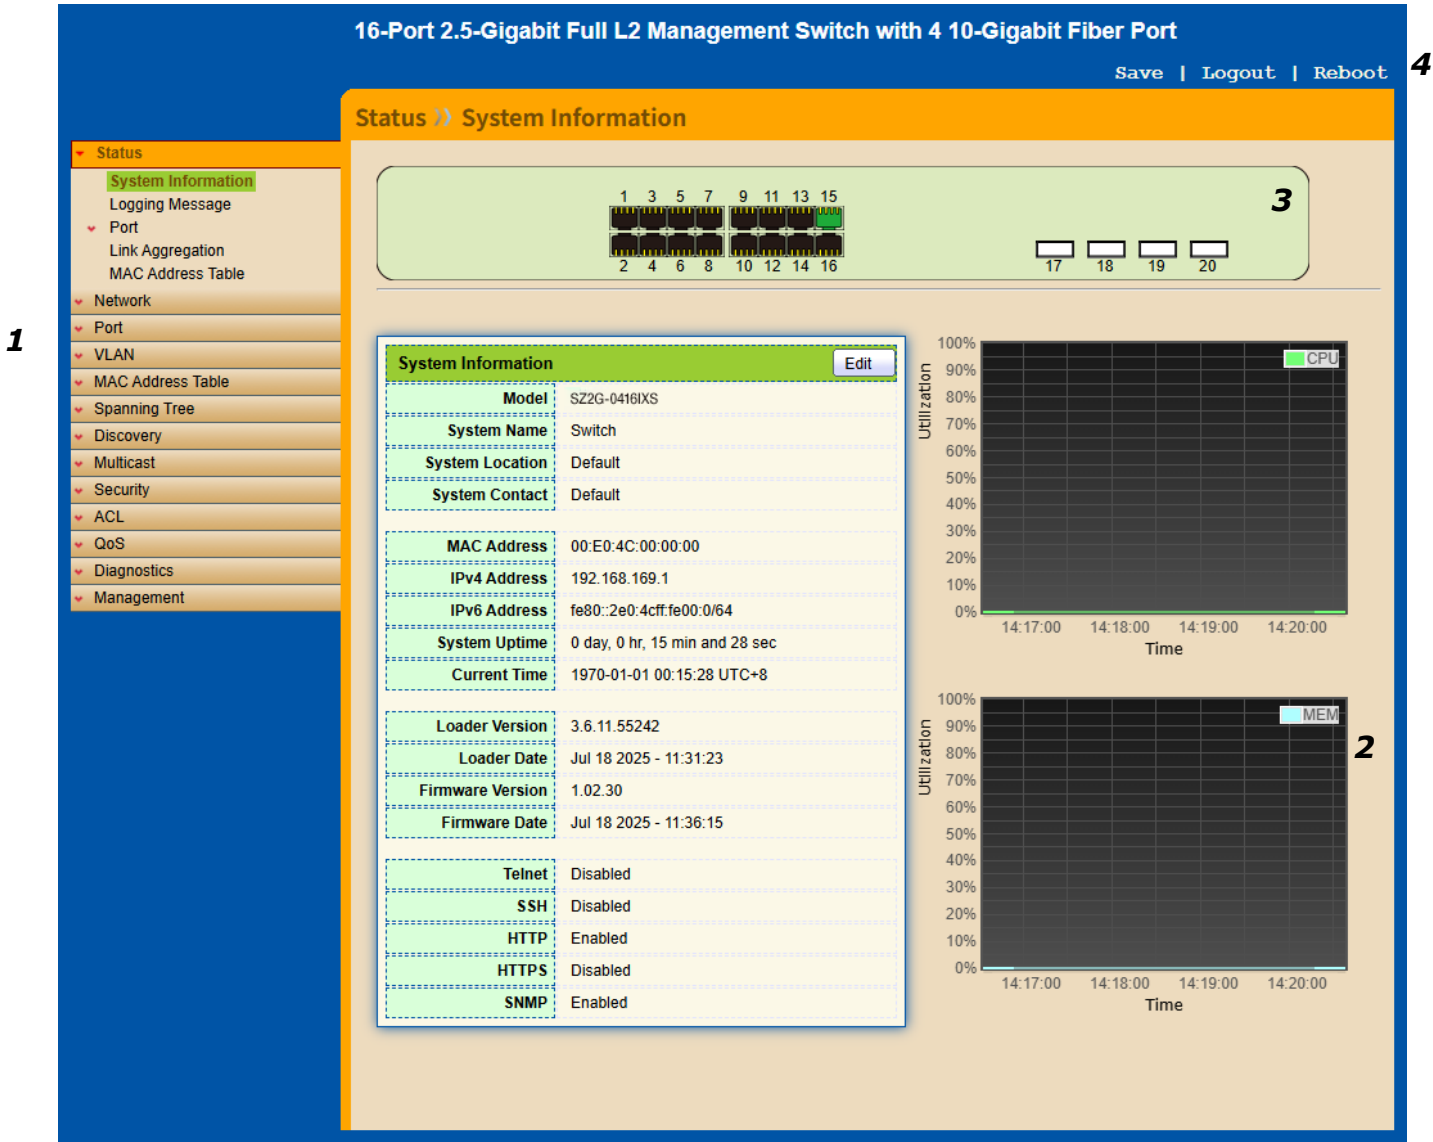 16-Port 2.5-Gigabit Full L2 Management Switch with 4 10-Gigabit Fiber Port
Save | Logout | Reboot
4
Status » System Information
Status
System Information
Logging Message
Port
Link Aggregation
MAC Address Table
Network
Port
VLAN
MAC Address Table
Spanning Tree
Discovery
Multicast
Security
ACL
QoS
Diagnostics
Management
1
1 3 5 7 9 11 13 15
2 4 6 8 10 12 14 16
17 18 19 20
3
System Information Edit
Model SZ2G-0416IXS
System Name Switch
System Location Default
System Contact Default
MAC Address 00:E0:4C:00:00:00
IPv4 Address 192.168.169.1
IPv6 Address fe80::2e0:4cff:fe00:0/64
System Uptime 0 day, 0 hr, 15 min and 28 sec
Current Time 1970-01-01 00:15:28 UTC+8
Loader Version 3.6.11.55242
Loader Date Jul 18 2025 - 11:31:23
Firmware Version 1.02.30
Firmware Date Jul 18 2025 - 11:36:15
Telnet Disabled
SSH Disabled
HTTP Enabled
HTTPS Disabled
SNMP Enabled
Utilization
100%
90%
80%
70%
60%
50%
40%
30%
20%
10%
0%
CPU
14:17:00 14:18:00 14:19:00 14:20:00
Time
Utilization
100%
90%
80%
70%
60%
50%
40%
30%
20%
10%
0%
MEM
14:17:00 14:18:00 14:19:00 14:20:00
Time
2